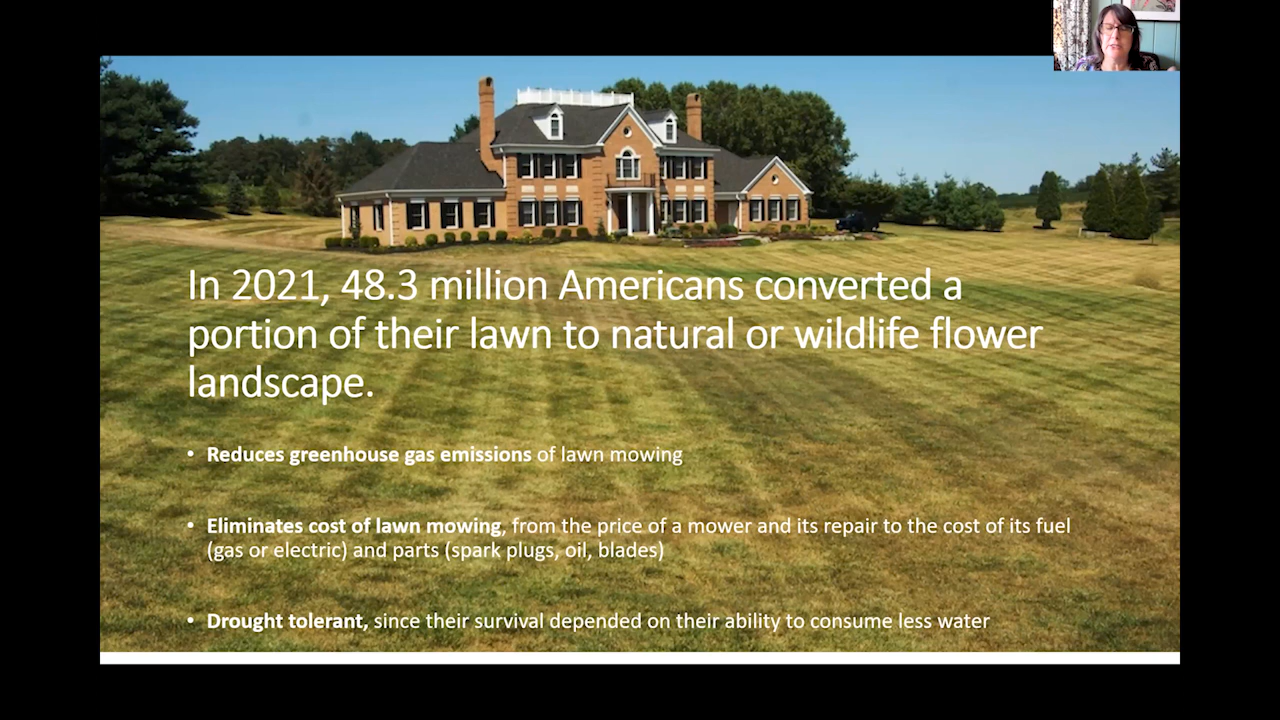 In 2021, 48.3 million Americans converted a
portion of their lawn to natural or wildlife flower
landscape.
• Reduces greenhouse gas emissions of lawn mowing
• Eliminates cost of lawn mowing, from the price of a mower and its repair to the cost of its fuel
(gas or electric) and parts (spark plugs, oil, blades)
• Drought tolerant, since their survival depended on their ability to consume less water